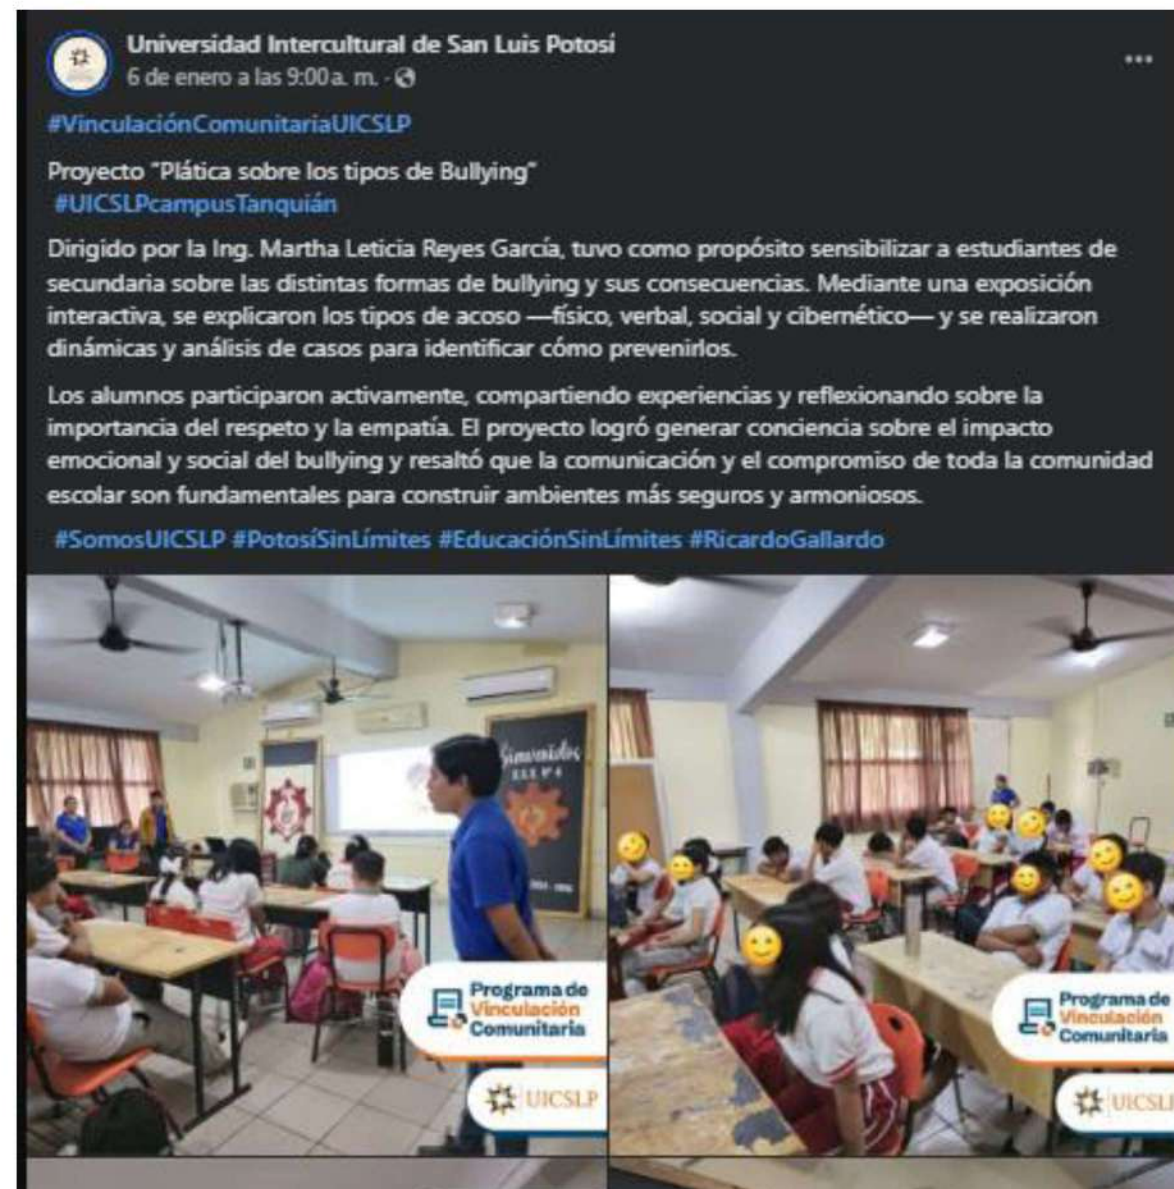 Universidad Intercultural de San Luis Potosí
6 de enero a las 9:00 a. m. ·
#VinculaciónComunitariaUICSLP
Proyecto "Plática sobre los tipos de Bullying"
#UICSLPcampusTanquián
Dirigido por la Ing. Martha Leticia Reyes García, tuvo como propósito sensibilizar a estudiantes de
secundaria sobre las distintas formas de bullying y sus consecuencias. Mediante una exposición
interactiva, se explicaron los tipos de acoso —físico, verbal, social y cibernético— y se realizaron
dinámicas y análisis de casos para identificar cómo prevenirlos.
Los alumnos participaron activamente, compartiendo experiencias y reflexionando sobre la
importancia del respeto y la empatía. El proyecto logró generar conciencia sobre el impacto
emocional y social del bullying y resaltó que la comunicación y el compromiso de toda la comunidad
escolar son fundamentales para construir ambientes más seguros y armoniosos.
#SomosUICSLP #PotosíSinLímites #EducaciónSinLímites #RicardoGallardo
Bienvenidos
Programa de
Vinculación
Comunitaria
UICSLP
Programa de
Vinculación
Comunitaria
UICSLP